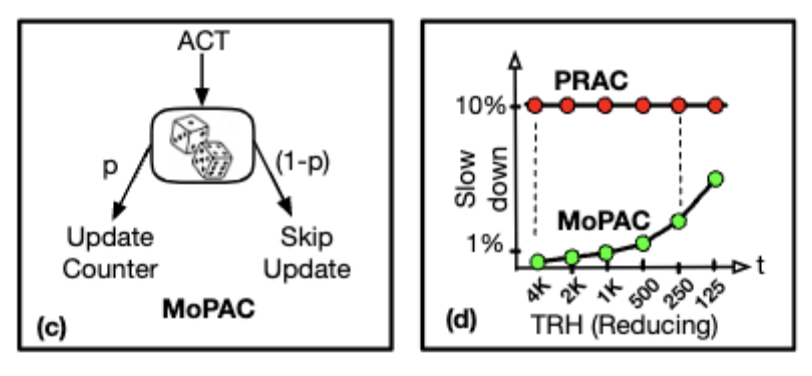 ACT
p
(1-p)
Update
Counter
Skip
Update
MoPAC
(c)
PRAC
10%
Slow
down
MoPAC
1%
t
4K
2K
1K
500
250
125
TRH (Reducing)
(d)